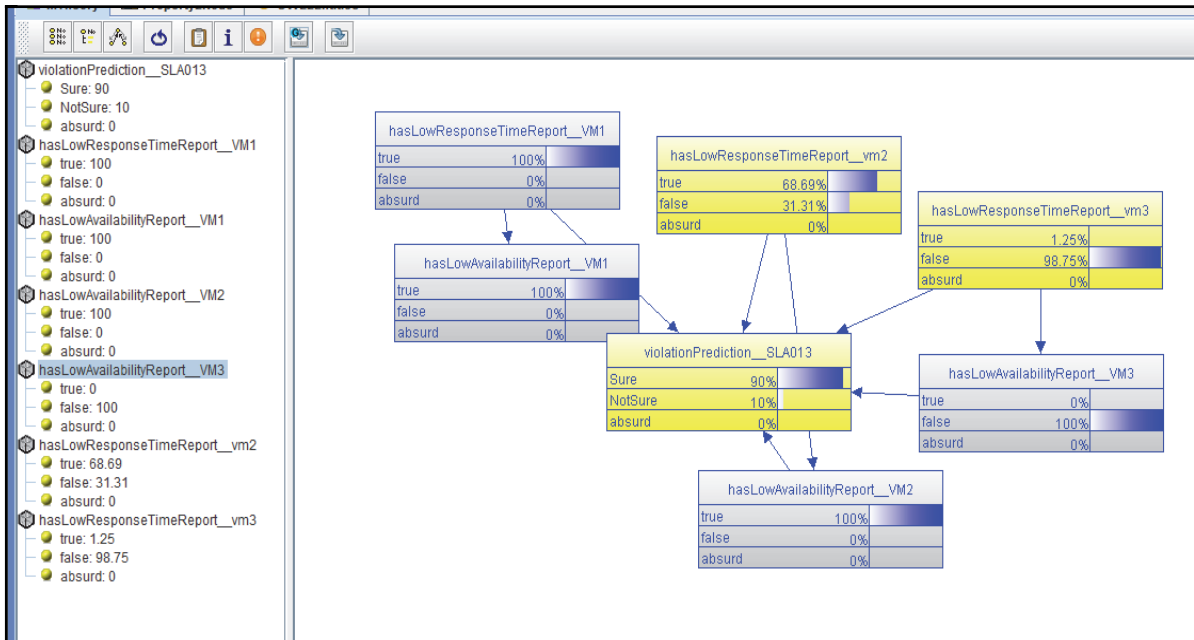 violationPrediction__SLA013
Sure: 90
NotSure: 10
absurd: 0
hasLowResponseTimeReport__VM1
true: 100
false: 0
absurd: 0
hasLowAvailabilityReport__VM1
true: 100
false: 0
absurd: 0
hasLowAvailabilityReport__VM2
true: 100
false: 0
absurd: 0
hasLowAvailabilityReport__VM3
true: 0
false: 100
absurd: 0
hasLowResponseTimeReport__vm2
true: 68.69
false: 31.31
absurd: 0
hasLowResponseTimeReport__vm3
true: 1.25
false: 98.75
absurd: 0
hasLowResponseTimeReport__VM1
true 100%
false 0%
absurd 0%
hasLowResponseTimeReport__vm2
true 68.69%
false 31.31%
absurd 0%
hasLowResponseTimeReport__vm3
true 1.25%
false 98.75%
absurd 0%
hasLowAvailabilityReport__VM1
true 100%
false 0%
absurd 0%
violationPrediction__SLA013
Sure 90%
NotSure 10%
absurd 0%
hasLowAvailabilityReport__VM3
true 0%
false 100%
absurd 0%
hasLowAvailabilityReport__VM2
true 100%
false 0%
absurd 0%